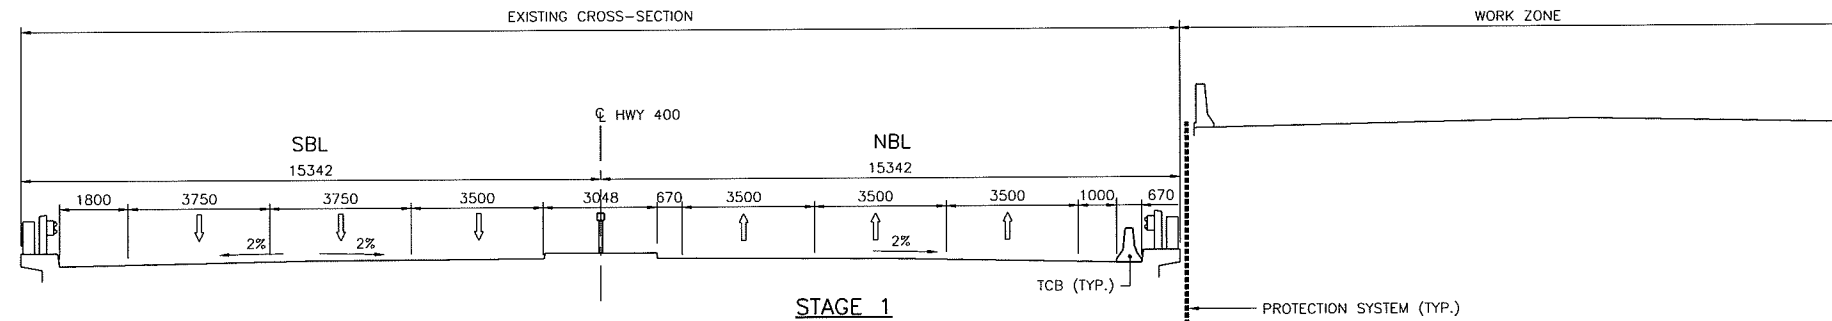 EXISTING CROSS-SECTION WORK ZONE
℄ HWY 400
SBL NBL
15342 15342
1800 3750 3750 3500 3048 670 3500 3500 3500 1000 670
2% 2% 2%
TCB (TYP.)
STAGE 1
PROTECTION SYSTEM (TYP.)